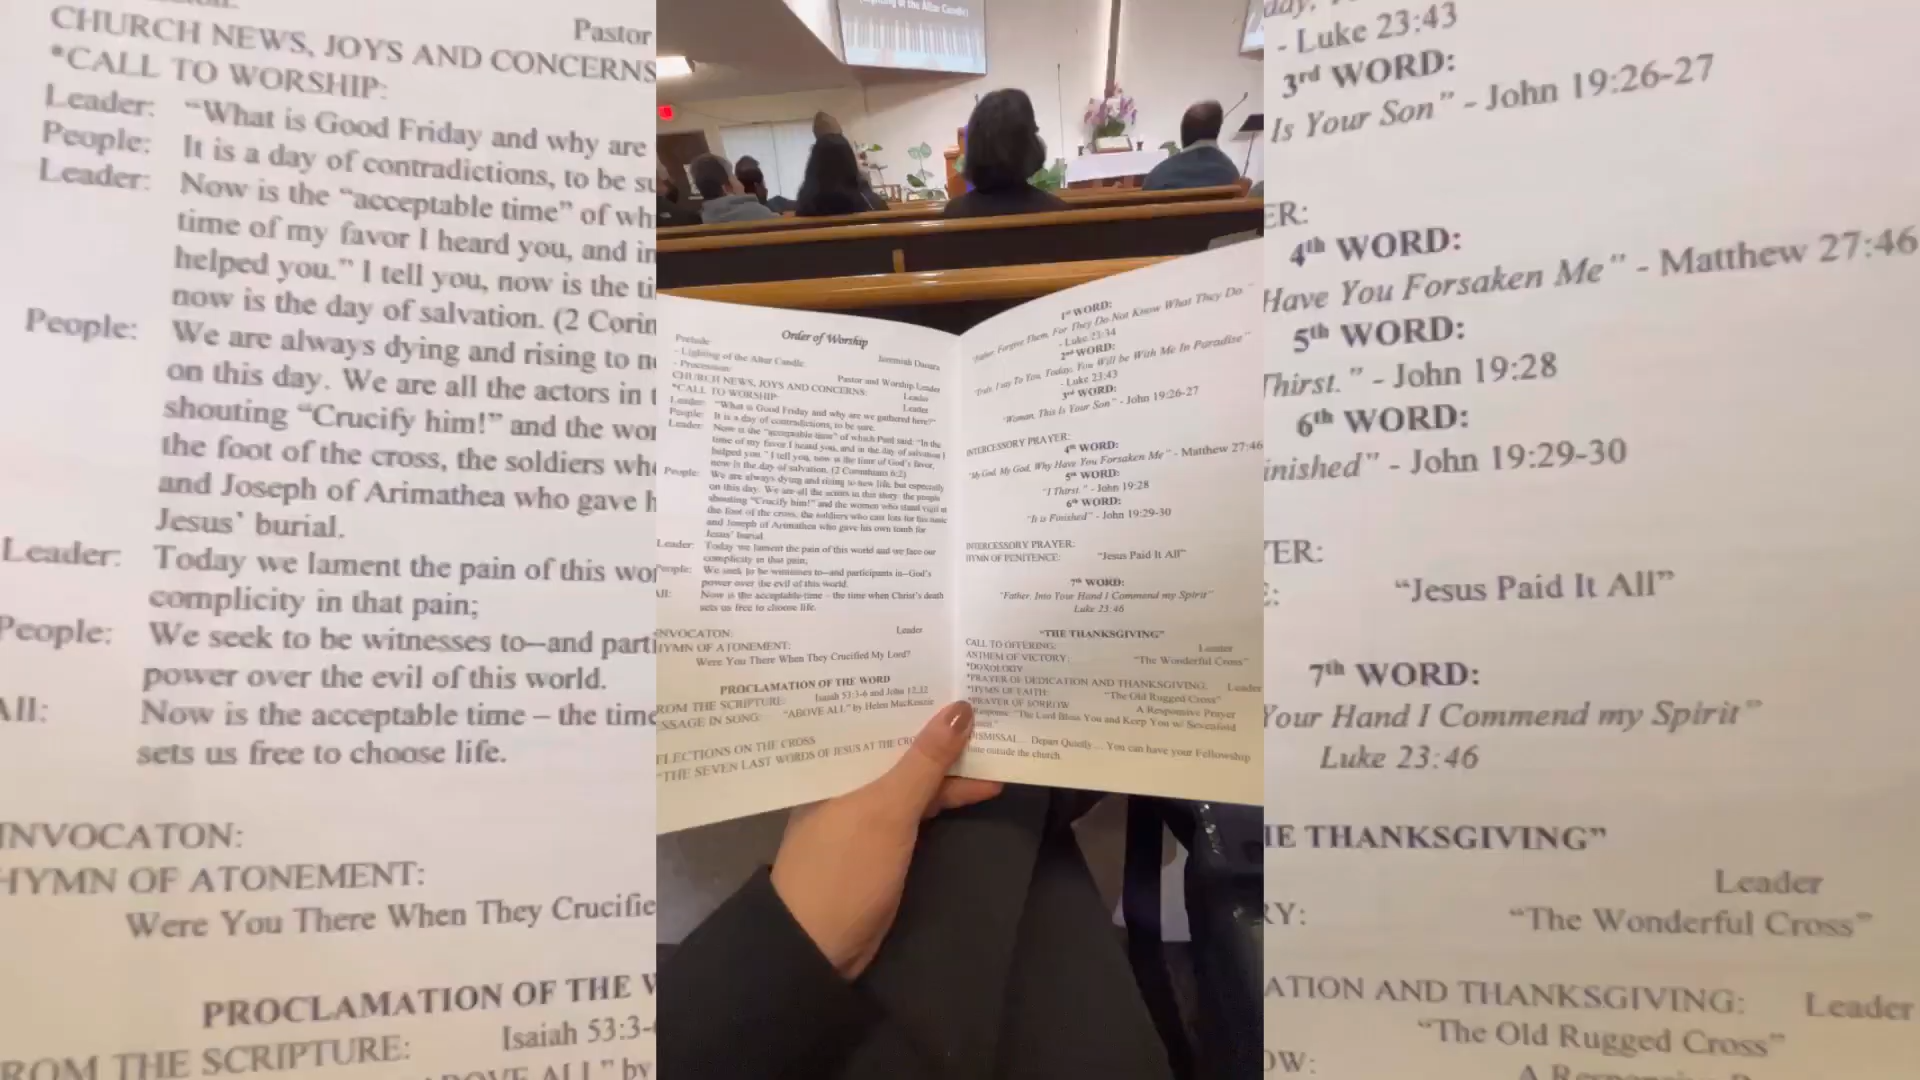 (Lighting of the Altar Candle)
Order of Worship
Prelude: Jeremiah
- Lighting of the Altar Candle
- Procession: Pastor and Worship Leader
CHURCH NEWS, JOYS AND CONCERNS: Leader
*CALL TO WORSHIP: Leader
Leader: "What is Good Friday and why are we gathered here?"
People: It is a day of contradictions, to be sure.
Leader: Now is the "acceptable time" of which Paul said, "In the
time of my favor I heard you, and in the day of salvation I
helped you." I tell you, now is the time of God's favor,
now is the day of salvation. (2 Corinthians 6:2)
People: We are always dying and rising to new life, but especially
on this day. We are all the actors in this story: the people
shouting "Crucify him!" and the women who stand vigil at
the foot of the cross, the soldiers who cast lots for his tunic
and Joseph of Arimathea who gave his own tomb for
Jesus' burial.
Leader: Today we lament the pain of this world and we face our
complicity in that pain;
People: We seek to be witnesses to—and participants in—God's
power over the evil of this world.
All: Now is the acceptable time – the time when Christ's death
sets us free to choose life.
INVOCATON: Leader
HYMN OF ATONEMENT:
Were You There When They Crucified My Lord?
PROCLAMATION OF THE WORD
ROM THE SCRIPTURE: Isaiah 53:3-6 and John 12:32
SSAGE IN SONG: "ABOVE ALL" by Helen MacKenzie
FLECTIONS ON THE CROSS
"THE SEVEN LAST WORDS OF JESUS AT THE CRO
1st WORD:
"Father, Forgive Them, For They Do Not Know What They Do."
- Luke 23:34
2nd WORD:
"Truly, I say To You, Today, You Will be With Me In Paradise"
- Luke 23:43
3rd WORD:
"Woman, This Is Your Son" - John 19:26-27
INTERCESSORY PRAYER:
4th WORD:
"My God, My God, Why Have You Forsaken Me" - Matthew 27:46
5th WORD:
"I Thirst." - John 19:28
6th WORD:
"It is Finished" - John 19:29-30
INTERCESSORY PRAYER:
HYMN OF PENITENCE: "Jesus Paid It All"
7th WORD:
"Father, Into Your Hand I Commend my Spirit"
Luke 23:46
"THE THANKSGIVING"
CALL TO OFFERING: Leader
ANTHEM OF VICTORY: "The Wonderful Cross"
*DOXOLOGY
*PRAYER OF DEDICATION AND THANKSGIVING: Leader
*HYMN OF FAITH: "The Old Rugged Cross"
*PRAYER OF SORROW A Responsive Prayer
Response: "The Lord Bless You and Keep You w/ Sevenfold
DISMISSAL… Depart Quietly… You can have your Fellowship
time outside the church.
CHURCH NEWS, JOYS AND CONCERNS
Pastor
*CALL TO WORSHIP:
Leader: "What is Good Friday and why are
People: It is a day of contradictions, to be su
Leader: Now is the "acceptable time" of wh
time of my favor I heard you, and in
helped you." I tell you, now is the ti
now is the day of salvation. (2 Corin
People: We are always dying and rising to n
on this day. We are all the actors in t
shouting "Crucify him!" and the wo
the foot of the cross, the soldiers wh
and Joseph of Arimathea who gave h
Jesus' burial.
Leader: Today we lament the pain of this wo
complicity in that pain;
People: We seek to be witnesses to—and parti
power over the evil of this world.
All: Now is the acceptable time – the time
sets us free to choose life.
INVOCATON:
HYMN OF ATONEMENT:
Were You There When They Crucifie
PROCLAMATION OF THE W
ROM THE SCRIPTURE: Isaiah 53:3-
ABOVE ALL" by
- Luke 23:43
3rd WORD:
Is Your Son" - John 19:26-27
ER:
4th WORD:
Have You Forsaken Me" - Matthew 27:46
5th WORD:
Thirst." - John 19:28
6th WORD:
inished" - John 19:29-30
YER:
E: "Jesus Paid It All"
7th WORD:
Your Hand I Commend my Spirit"
Luke 23:46
HE THANKSGIVING"
Leader
RY: "The Wonderful Cross"
ATION AND THANKSGIVING: Leader
"The Old Rugged Cross"
OW: A Responsive